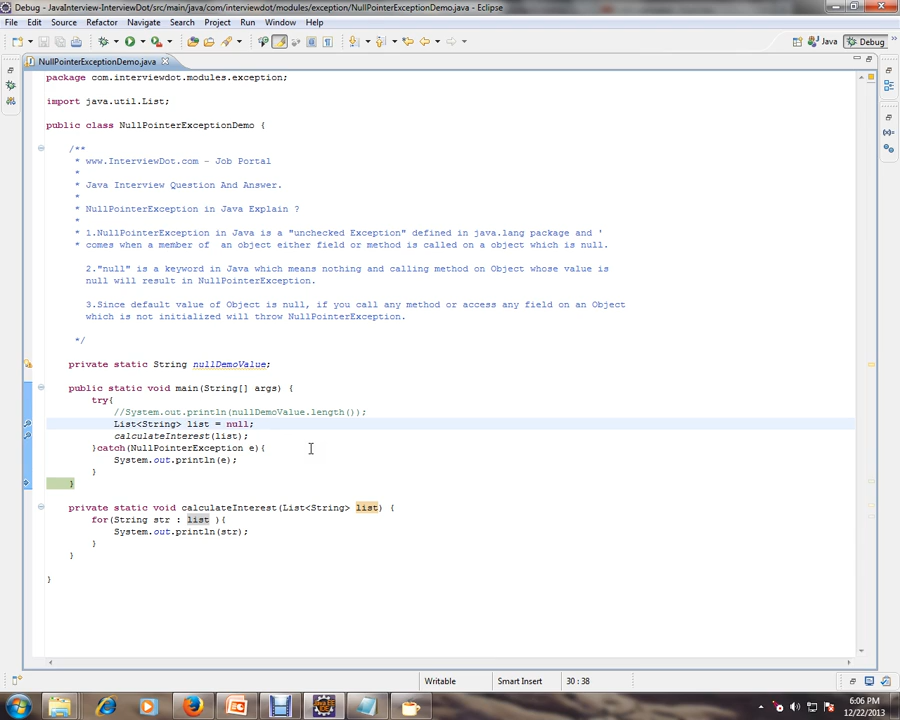 Debug - JavaInterview-InterviewDot/src/main/java/com/interviewdot/modules/exception/NullPointerExceptionDemo.java - Eclipse
File Edit Source Refactor Navigate Search Project Run Window Help
Java Debug
NullPointerExceptionDemo.java
package com.interviewdot.modules.exception;
import java.util.List;
public class NullPointerExceptionDemo {
/**
* www.InterviewDot.com - Job Portal
*
* Java Interview Question And Answer.
*
* NullPointerException in Java Explain ?
*
* 1.NullPointerException in Java is a "unchecked Exception" defined in java.lang package and '
* comes when a member of  an object either field or method is called on a object which is null.
2."null" is a keyword in Java which means nothing and calling method on Object whose value is
null will result in NullPointerException.
3.Since default value of Object is null, if you call any method or access any field on an Object
which is not initialized will throw NullPointerException.
*/
private static String nullDemoValue;
public static void main(String[] args) {
try{
//System.out.println(nullDemoValue.length());
List<String> list = null;
calculateInterest(list);
}catch(NullPointerException e){
System.out.println(e);
}
}
private static void calculateInterest(List<String> list) {
for(String str : list ){
System.out.println(str);
}
}
}
Writable Smart Insert 30 : 38
6:06 PM
12/22/2013